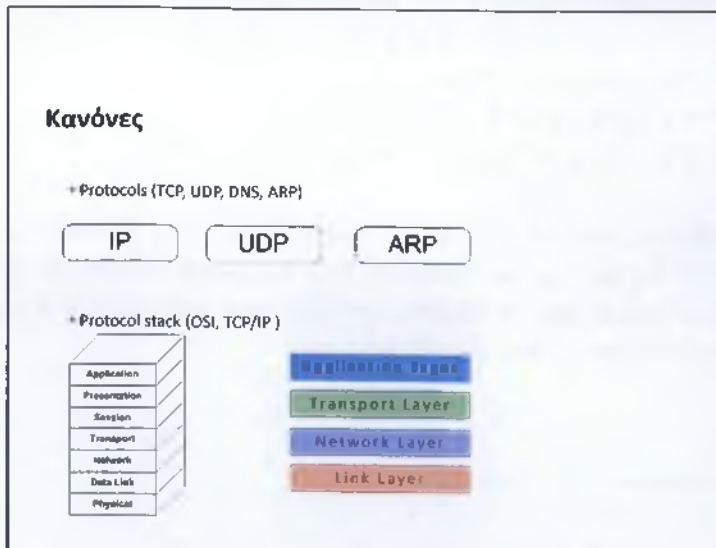 Κανόνες
Protocols (TCP, UDP, DNS, ARP)
IP UDP ARP
Protocol stack (OSI, TCP/IP )
Application
Presentation
Session
Transport
Network
Data Link
Physical
Application Layer
Transport Layer
Network Layer
Link Layer